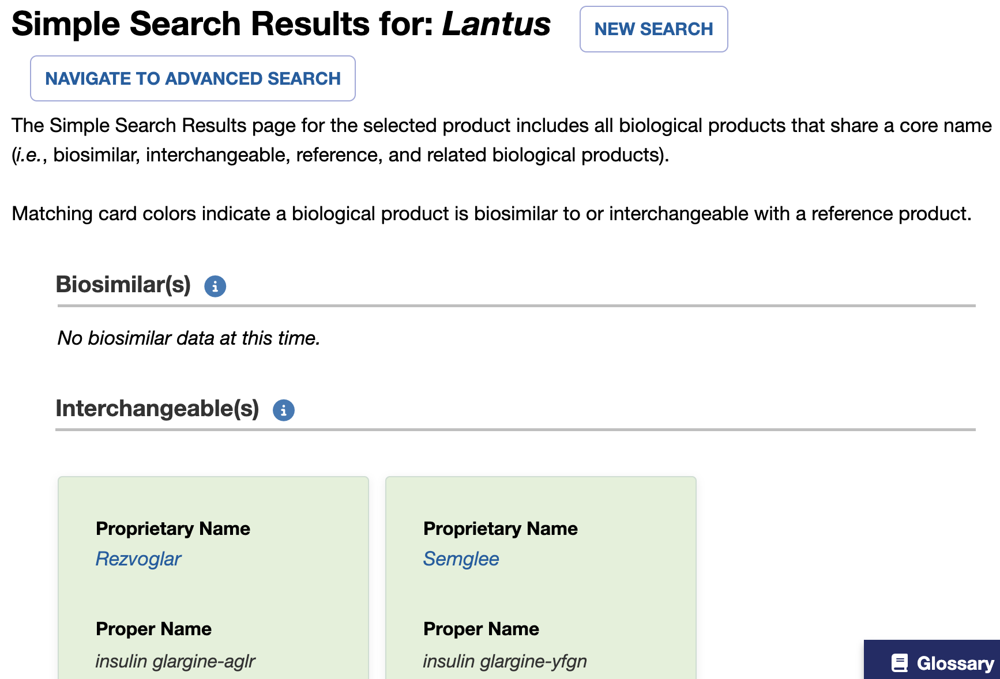 Simple Search Results for: Lantus
NEW SEARCH
NAVIGATE TO ADVANCED SEARCH
The Simple Search Results page for the selected product includes all biological products that share a core name
(i.e., biosimilar, interchangeable, reference, and related biological products).
Matching card colors indicate a biological product is biosimilar to or interchangeable with a reference product.
Biosimilar(s)
No biosimilar data at this time.
Interchangeable(s)
Proprietary Name
Rezvoglar
Proper Name
insulin glargine-aglr
Proprietary Name
Semglee
Proper Name
insulin glargine-yfgn
Glossary